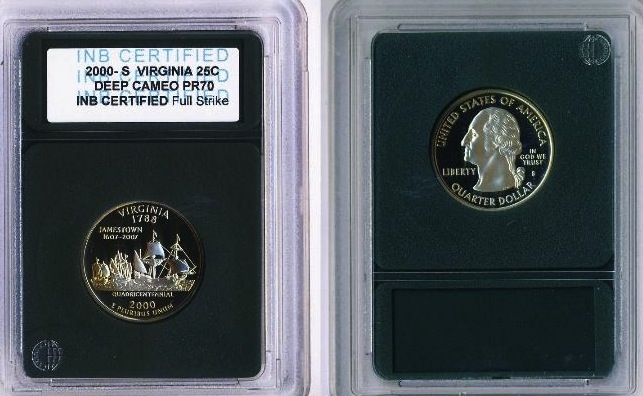 INB CERTIFIED
2000- S VIRGINIA 25C
DEEP CAMEO PR70
INB CERTIFIED Full Strike
VIRGINIA
1788
JAMESTOWN
1607-2007
QUADRICENTENNIAL
2000
E PLURIBUS UNUM
UNITED STATES OF AMERICA
IN
GOD WE
TRUST
LIBERTY
S
QUARTER DOLLAR